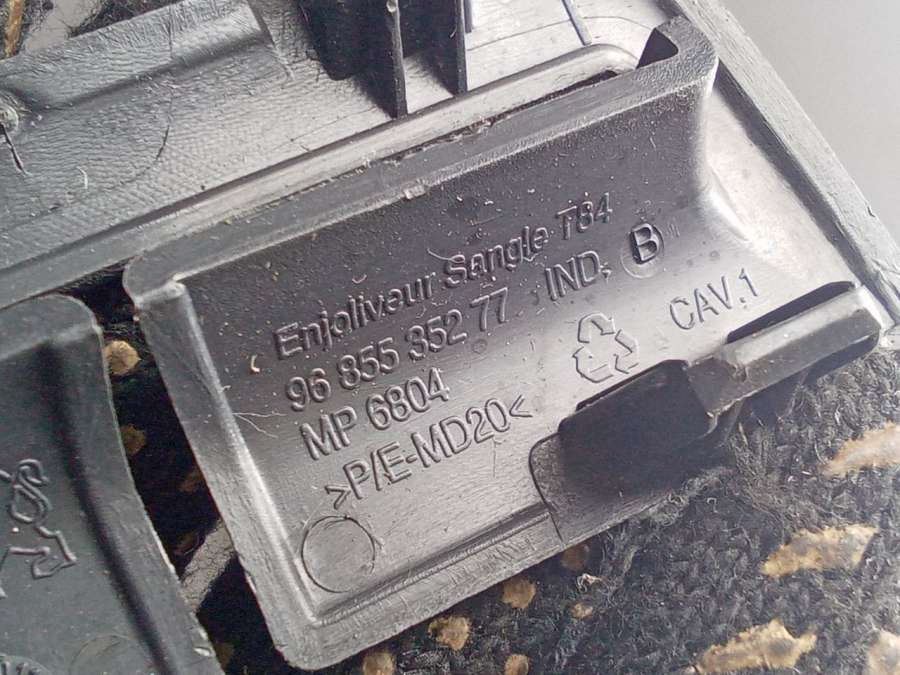 Enjoliveur Sangle T84
96 855 352 77 IND. B
MP 6804 CAV.1
>P/E-MD20<